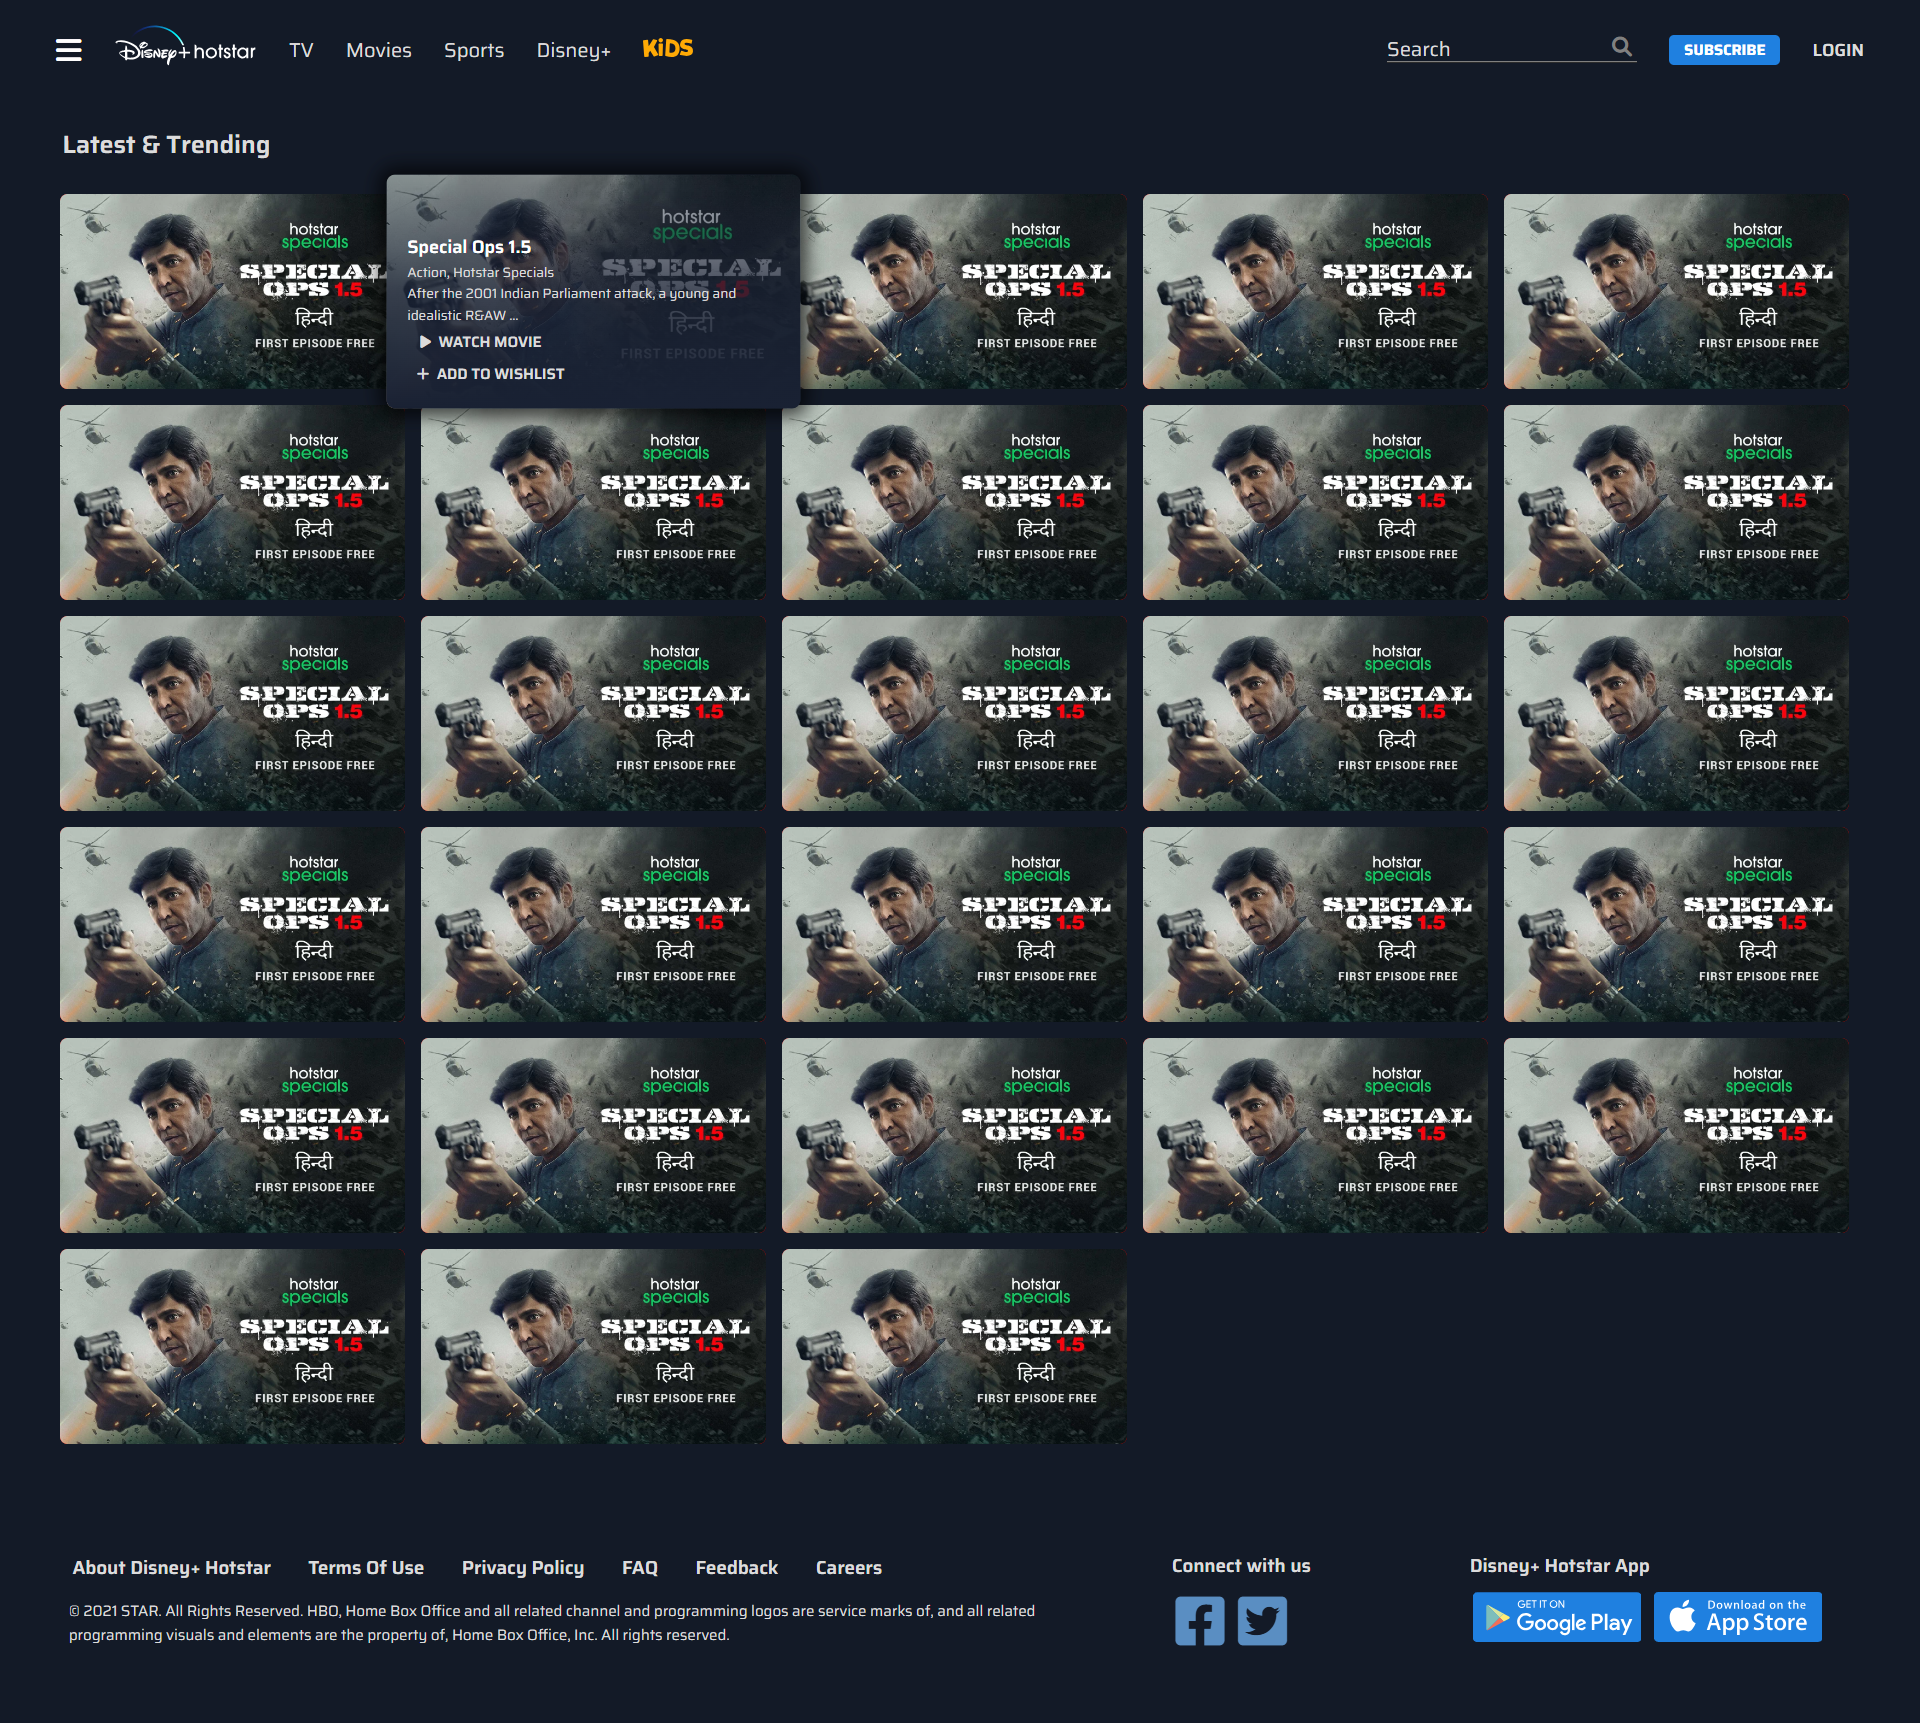 Disney+ hotstar
TV
Movies
Sports
Disney+
KiDS
Search
SUBSCRIBE
LOGIN
Latest & Trending
hotstar
specials
SPECIAL
OPS 1.5
हिन्दी
FIRST EPISODE FREE
hotstar
specials
SPECIAL
OPS 1.5
हिन्दी
FIRST EPISODE FREE
Special Ops 1.5
Action, Hotstar Specials
After the 2001 Indian Parliament attack, a young and
idealistic R&AW ...
WATCH MOVIE
+ ADD TO WISHLIST
hotstar
specials
SPECIAL
OPS 1.5
हिन्दी
FIRST EPISODE FREE
hotstar
specials
SPECIAL
OPS 1.5
हिन्दी
FIRST EPISODE FREE
hotstar
specials
SPECIAL
OPS 1.5
हिन्दी
FIRST EPISODE FREE
hotstar
specials
SPECIAL
OPS 1.5
हिन्दी
FIRST EPISODE FREE
hotstar
specials
SPECIAL
OPS 1.5
हिन्दी
FIRST EPISODE FREE
hotstar
specials
SPECIAL
OPS 1.5
हिन्दी
FIRST EPISODE FREE
hotstar
specials
SPECIAL
OPS 1.5
हिन्दी
FIRST EPISODE FREE
hotstar
specials
SPECIAL
OPS 1.5
हिन्दी
FIRST EPISODE FREE
hotstar
specials
SPECIAL
OPS 1.5
हिन्दी
FIRST EPISODE FREE
hotstar
specials
SPECIAL
OPS 1.5
हिन्दी
FIRST EPISODE FREE
hotstar
specials
SPECIAL
OPS 1.5
हिन्दी
FIRST EPISODE FREE
hotstar
specials
SPECIAL
OPS 1.5
हिन्दी
FIRST EPISODE FREE
hotstar
specials
SPECIAL
OPS 1.5
हिन्दी
FIRST EPISODE FREE
hotstar
specials
SPECIAL
OPS 1.5
हिन्दी
FIRST EPISODE FREE
hotstar
specials
SPECIAL
OPS 1.5
हिन्दी
FIRST EPISODE FREE
hotstar
specials
SPECIAL
OPS 1.5
हिन्दी
FIRST EPISODE FREE
hotstar
specials
SPECIAL
OPS 1.5
हिन्दी
FIRST EPISODE FREE
hotstar
specials
SPECIAL
OPS 1.5
हिन्दी
FIRST EPISODE FREE
hotstar
specials
SPECIAL
OPS 1.5
हिन्दी
FIRST EPISODE FREE
hotstar
specials
SPECIAL
OPS 1.5
हिन्दी
FIRST EPISODE FREE
hotstar
specials
SPECIAL
OPS 1.5
हिन्दी
FIRST EPISODE FREE
hotstar
specials
SPECIAL
OPS 1.5
हिन्दी
FIRST EPISODE FREE
hotstar
specials
SPECIAL
OPS 1.5
हिन्दी
FIRST EPISODE FREE
hotstar
specials
SPECIAL
OPS 1.5
हिन्दी
FIRST EPISODE FREE
hotstar
specials
SPECIAL
OPS 1.5
हिन्दी
FIRST EPISODE FREE
hotstar
specials
SPECIAL
OPS 1.5
हिन्दी
FIRST EPISODE FREE
About Disney+ Hotstar
Terms Of Use
Privacy Policy
FAQ
Feedback
Careers
© 2021 STAR. All Rights Reserved. HBO, Home Box Office and all related channel and programming logos are service marks of, and all related
programming visuals and elements are the property of, Home Box Office, Inc. All rights reserved.
Connect with us
Disney+ Hotstar App
GET IT ON
Google Play
Download on the
App Store